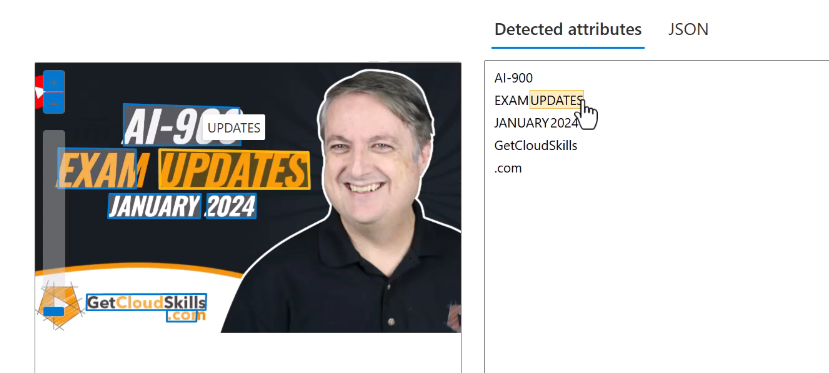 Detected attributes JSON
AI-900
UPDATES
EXAM UPDATES
JANUARY 2024
GetCloudSkills
.com
AI-900
EXAM UPDATES
JANUARY 2024
GetCloudSkills
.com